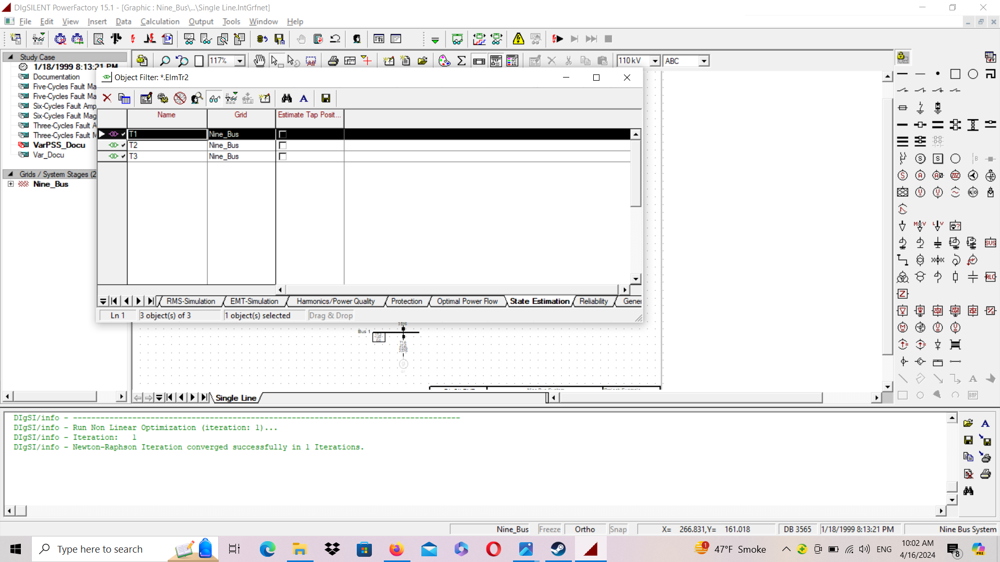 DIgSILENT PowerFactory 15.1 - [Graphic : Nine_Bus\...\Single Line.IntGrfnet]
File Edit View Insert Data Calculation Output Tools Window Help
Study Case
1/18/1999 8:13:21 PM
Documentation
Five-Cycles Fault Ma
Five-Cycles Fault Ma
Six-Cycles Fault Amp
Six-Cycles Fault Mag
Three-Cycles Fault A
Three-Cycles Fault M
VarPSS_Docu
Var_Docu
Grids / System Stages (2
Nine_Bus
117%
110 kV
ABC
Object Filter: *.ElmTr2
Name Grid Estimate Tap Posit...
T1 Nine_Bus
T2 Nine_Bus
T3 Nine_Bus
RMS-Simulation EMT-Simulation Harmonics/Power Quality Protection Optimal Power Flow State Estimation Reliability Gener
Ln 1 3 object(s) of 3 1 object(s) selected Drag & Drop
Bus 1
Single Line
DIgSI/info - --------------------------------------------------------------------------------
DIgSI/info - Run Non Linear Optimization (iteration: 1)...
DIgSI/info - Iteration: 1
DIgSI/info - Newton-Raphson Iteration converged successfully in 1 Iterations.
Nine_Bus Freeze Ortho Snap X= 266.831,Y= 161.018 DB 3565 1/18/1999 8:13:21 PM Nine Bus System
Type here to search
47°F Smoke
ENG
10:02 AM
4/16/2024
8